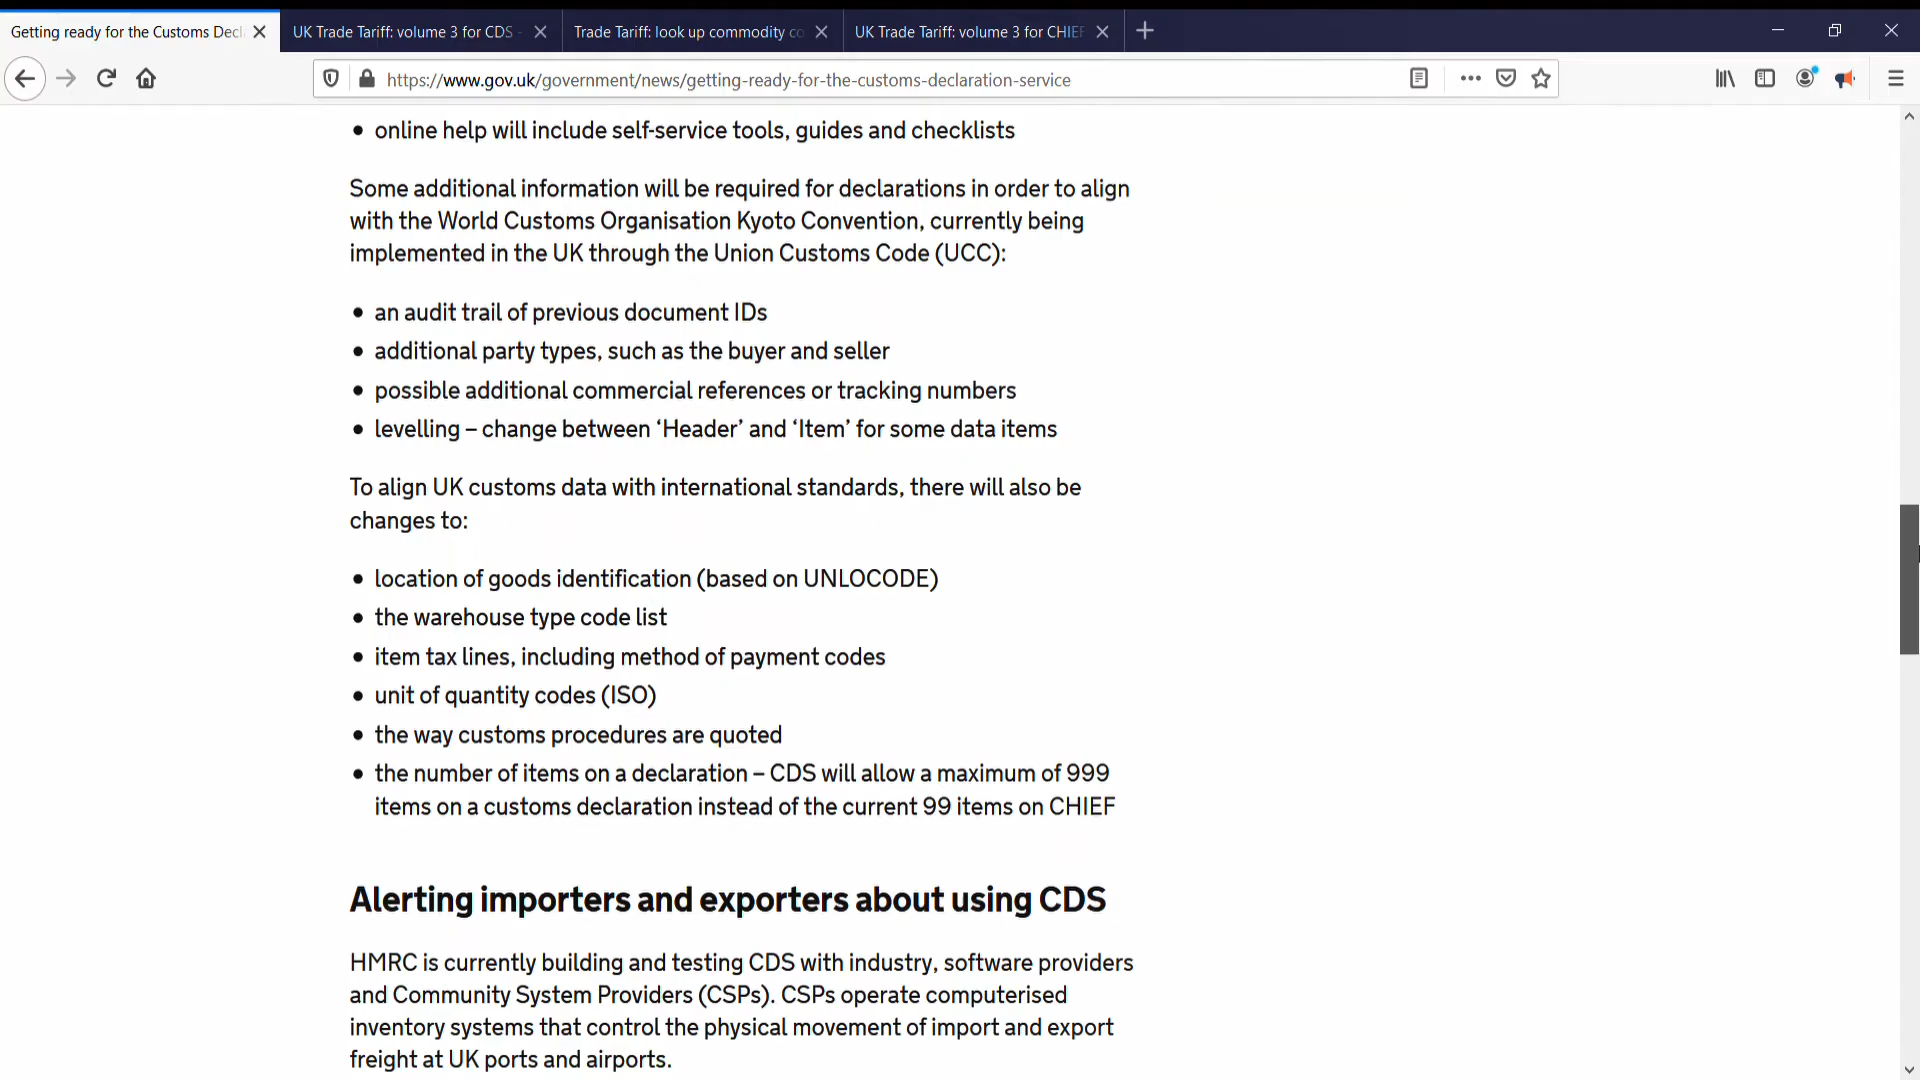 Getting ready for the Customs Decl
UK Trade Tariff: volume 3 for CDS -
Trade Tariff: look up commodity co
UK Trade Tariff: volume 3 for CHIEF
https://www.gov.uk/government/news/getting-ready-for-the-customs-declaration-service
• online help will include self-service tools, guides and checklists
Some additional information will be required for declarations in order to align
with the World Customs Organisation Kyoto Convention, currently being
implemented in the UK through the Union Customs Code (UCC):
• an audit trail of previous document IDs
• additional party types, such as the buyer and seller
• possible additional commercial references or tracking numbers
• levelling – change between ‘Header’ and ‘Item’ for some data items
To align UK customs data with international standards, there will also be
changes to:
• location of goods identification (based on UNLOCODE)
• the warehouse type code list
• item tax lines, including method of payment codes
• unit of quantity codes (ISO)
• the way customs procedures are quoted
• the number of items on a declaration – CDS will allow a maximum of 999
items on a customs declaration instead of the current 99 items on CHIEF
Alerting importers and exporters about using CDS
HMRC is currently building and testing CDS with industry, software providers
and Community System Providers (CSPs). CSPs operate computerised
inventory systems that control the physical movement of import and export
freight at UK ports and airports.